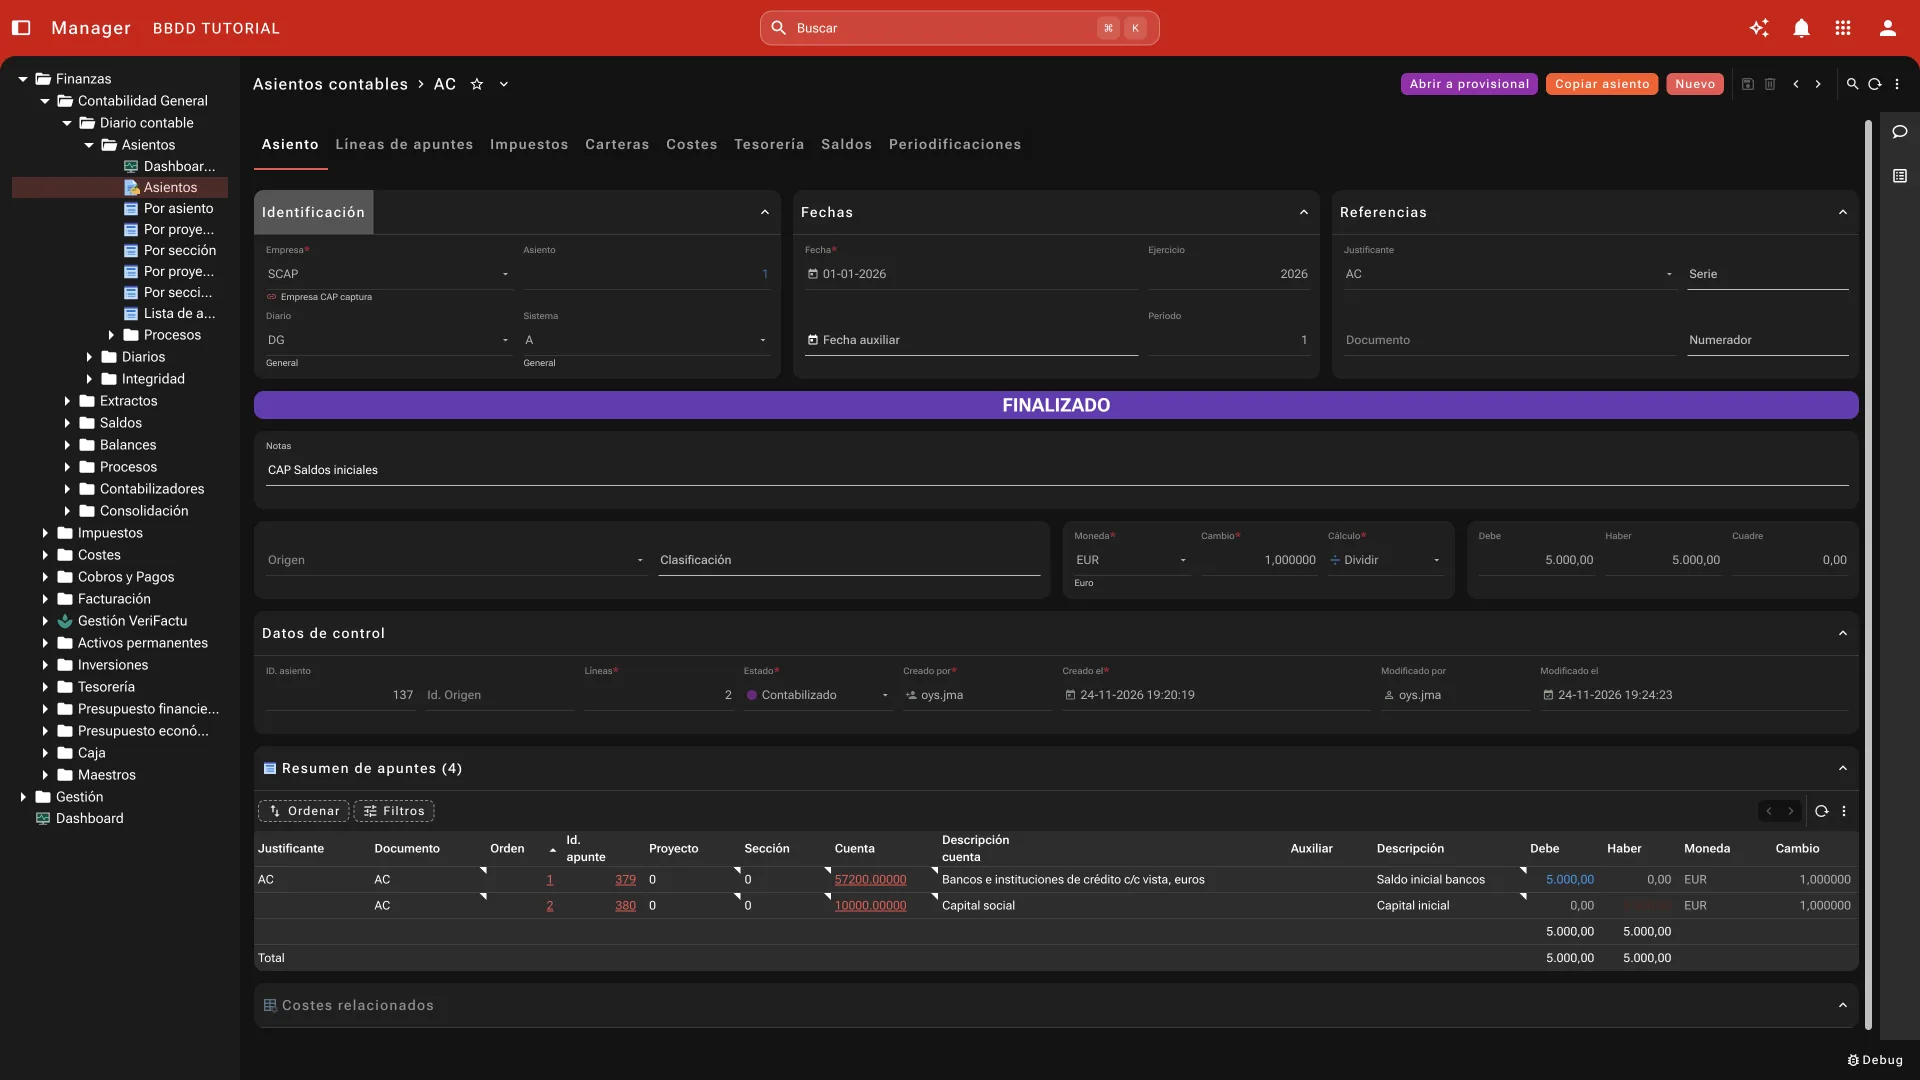 Manager BBDD TUTORIAL
Buscar
⌘ K
Finanzas
Contabilidad General
Diario contable
Asientos
Dashboar...
Asientos
Por asiento
Por proye...
Por sección
Por proye...
Por secci...
Lista de a...
Procesos
Diarios
Integridad
Extractos
Saldos
Balances
Procesos
Contabilizadores
Consolidación
Impuestos
Costes
Cobros y Pagos
Facturación
Gestión VeriFactu
Activos permanentes
Inversiones
Tesorería
Presupuesto financie...
Presupuesto econó...
Caja
Maestros
Gestión
Dashboard
Asientos contables › AC
Abrir a provisional Copiar asiento Nuevo
Asiento Líneas de apuntes Impuestos Carteras Costes Tesorería Saldos Periodificaciones
Identificación
Empresa* Asiento
SCAP 1
Empresa CAP captura
Diario Sistema
DG A
General General
Fechas
Fecha* Ejercicio
01-01-2026 2026
Periodo
Fecha auxiliar 1
Referencias
Justificante
AC Serie
Documento Numerador
FINALIZADO
Notas
CAP Saldos iniciales
Origen Clasificación
Moneda* Cambio* Cálculo*
EUR 1,000000 Dividir
Euro
Debe Haber Cuadre
5.000,00 5.000,00 0,00
Datos de control
ID. asiento Líneas* Estado* Creado por* Creado el* Modificado por Modificado el
137 Id. Origen 2 Contabilizado oys.jma 24-11-2026 19:20:19 oys.jma 24-11-2026 19:24:23
Resumen de apuntes (4)
Ordenar Filtros
Justificante Documento Orden Id. apunte Proyecto Sección Cuenta Descripción cuenta Auxiliar Descripción Debe Haber Moneda Cambio
AC AC 1 379 0 0 57200.00000 Bancos e instituciones de crédito c/c vista, euros Saldo inicial bancos 5.000,00 0,00 EUR 1,000000
AC 2 380 0 0 10000.00000 Capital social Capital inicial 0,00 EUR 1,000000
5.000,00 5.000,00
Total 5.000,00 5.000,00
Costes relacionados
Debug